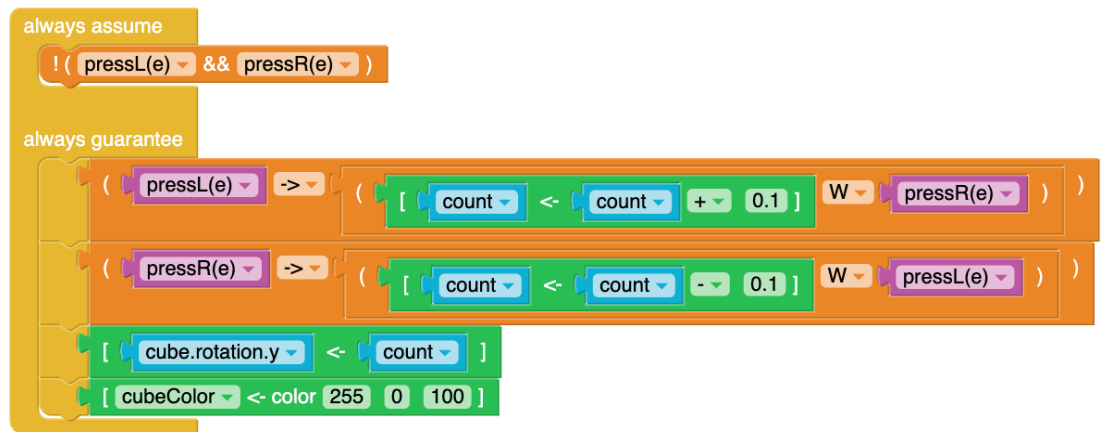 always assume
! ( pressL(e) && pressR(e) )
always guarantee
( pressL(e) -> ( [ count <- count + 0.1 ] W pressR(e) ) )
( pressR(e) -> ( [ count <- count - 0.1 ] W pressL(e) ) )
[ cube.rotation.y <- count ]
[ cubeColor <- color 255 0 100 ]